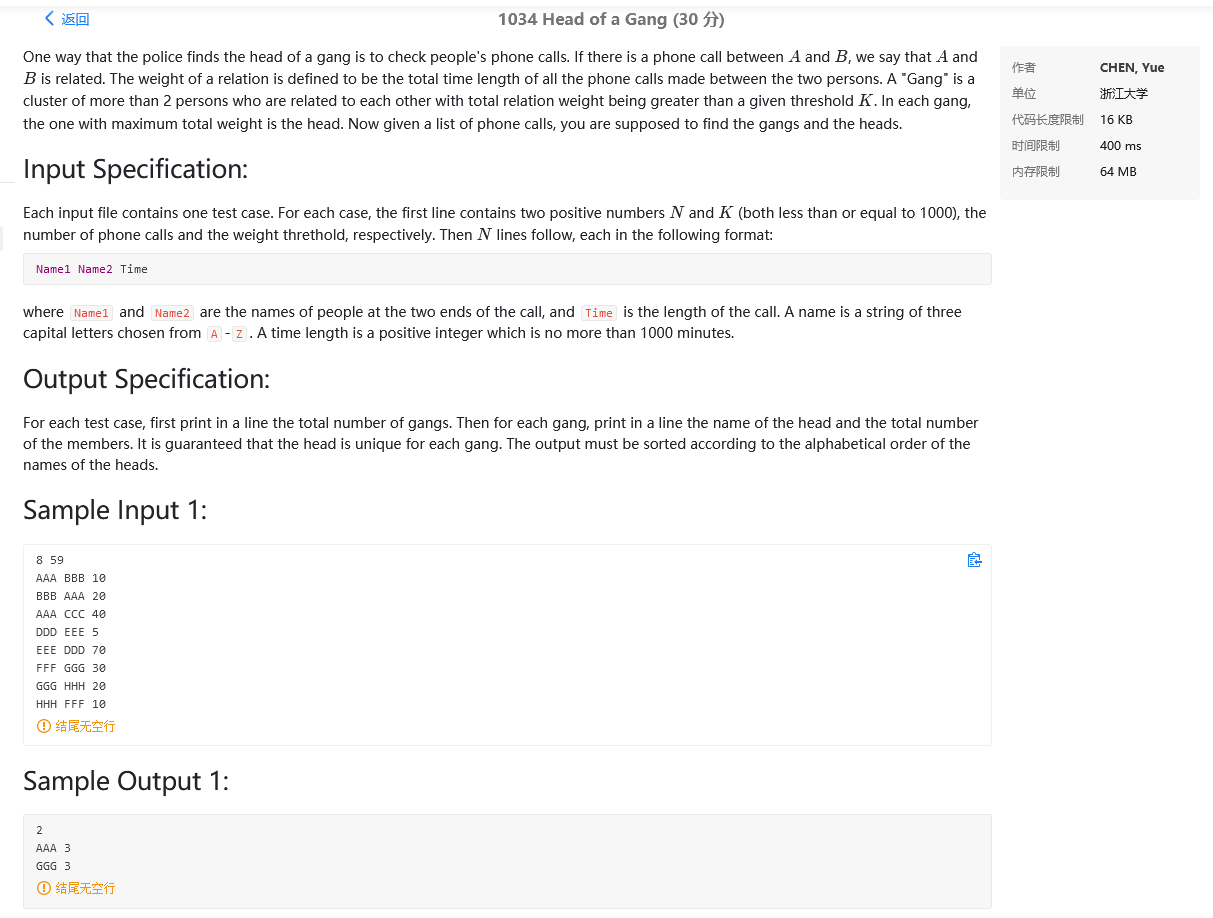 返回
1034 Head of a Gang (30 分)
One way that the police finds the head of a gang is to check people's phone calls. If there is a phone call between A and B, we say that A and
B is related. The weight of a relation is defined to be the total time length of all the phone calls made between the two persons. A "Gang" is a
cluster of more than 2 persons who are related to each other with total relation weight being greater than a given threshold K. In each gang,
the one with maximum total weight is the head. Now given a list of phone calls, you are supposed to find the gangs and the heads.
Input Specification:
Each input file contains one test case. For each case, the first line contains two positive numbers N and K (both less than or equal to 1000), the
number of phone calls and the weight threthold, respectively. Then N lines follow, each in the following format:
Name1 Name2 Time
where Name1 and Name2 are the names of people at the two ends of the call, and Time is the length of the call. A name is a string of three
capital letters chosen from A-Z. A time length is a positive integer which is no more than 1000 minutes.
Output Specification:
For each test case, first print in a line the total number of gangs. Then for each gang, print in a line the name of the head and the total number
of the members. It is guaranteed that the head is unique for each gang. The output must be sorted according to the alphabetical order of the
names of the heads.
Sample Input 1:
8 59
AAA BBB 10
BBB AAA 20
AAA CCC 40
DDD EEE 5
EEE DDD 70
FFF GGG 30
GGG HHH 20
HHH FFF 10
结尾无空行
Sample Output 1:
2
AAA 3
GGG 3
结尾无空行
作者 CHEN, Yue
单位 浙江大学
代码长度限制 16 KB
时间限制 400 ms
内存限制 64 MB